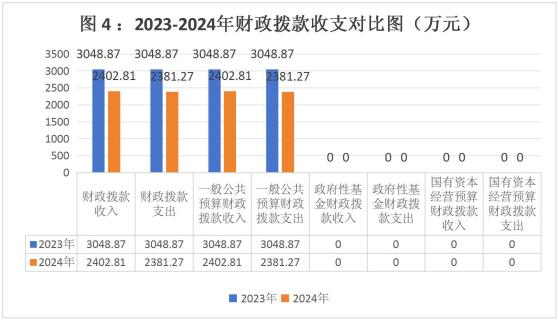 图 4 ：2023-2024年财政拨款收支对比图（万元）
3500
3000
2500
2000
1500
1000
500
0
3048.87 3048.87 3048.87 3048.87
2402.81 2381.27 2402.81 2381.27
0 0 0 0 0 0 0 0
财政拨款
收入
财政拨款
支出
一般公共
预算财政
拨款收入
一般公共
预算财政
拨款支出
政府性基
金财政拨
款收入
政府性基
金财政拨
款支出
国有资本
经营预算
财政拨款
收入
国有资本
经营预算
财政拨款
支出
2023年 3048.87 3048.87 3048.87 3048.87 0 0 0 0
2024年 2402.81 2381.27 2402.81 2381.27 0 0 0 0
2023年 2024年